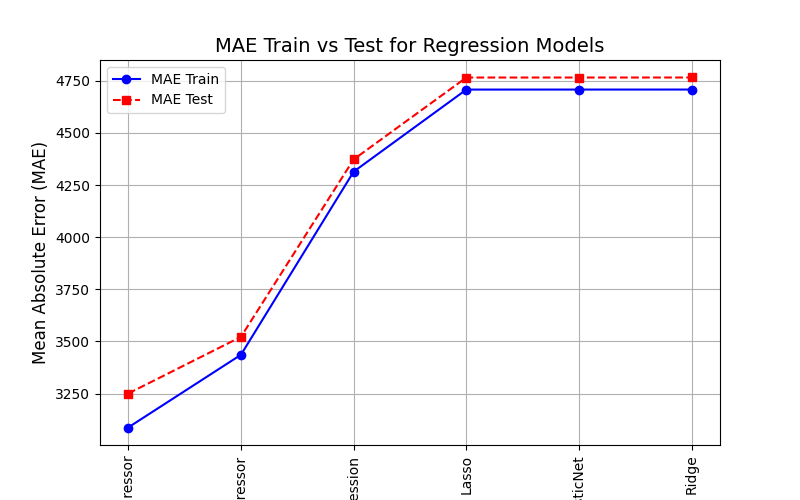 MAE Train vs Test for Regression Models
MAE Train
MAE Test
Mean Absolute Error (MAE)
4750
4500
4250
4000
3750
3500
3250
ressor
ressor
ession
Lasso
ticNet
Ridge